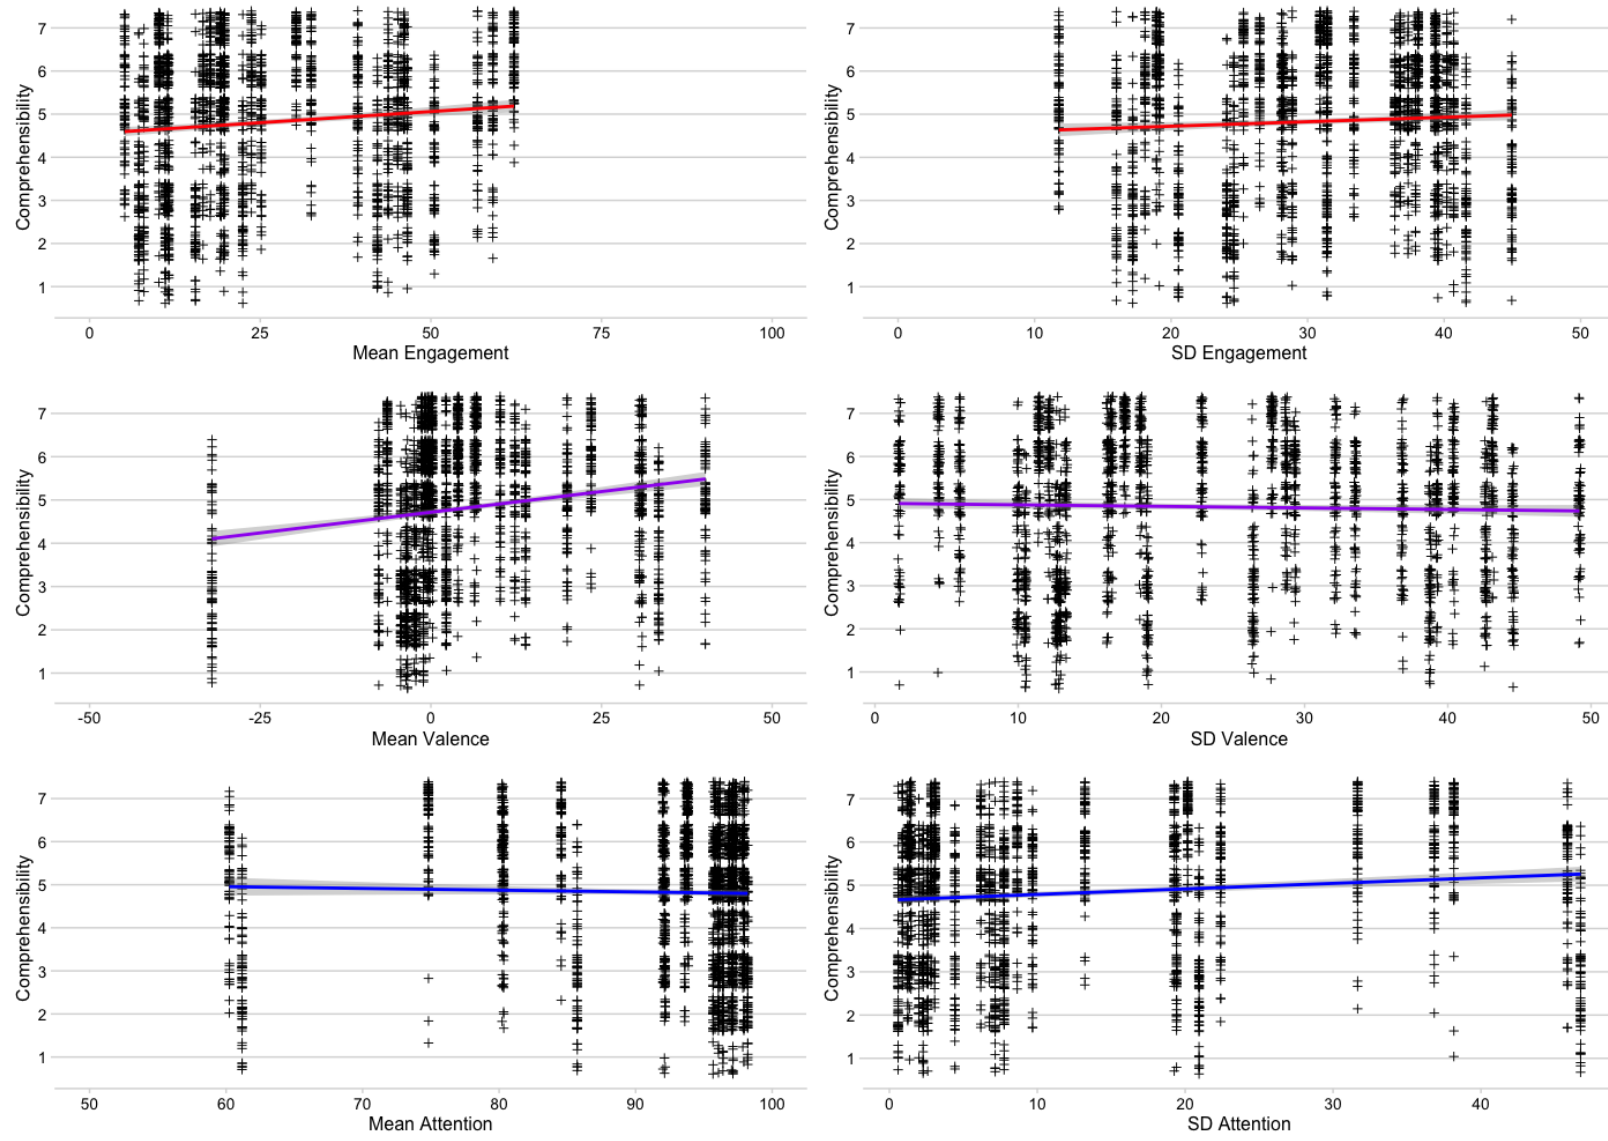 Comprehensibility
7
6
5
4
3
2
1
0 25 50 75 100
Mean Engagement
Comprehensibility
7
6
5
4
3
2
1
0 10 20 30 40 50
SD Engagement
Comprehensibility
7
6
5
4
3
2
1
-50 -25 0 25 50
Mean Valence
Comprehensibility
7
6
5
4
3
2
1
0 10 20 30 40 50
SD Valence
Comprehensibility
7
6
5
4
3
2
1
50 60 70 80 90 100
Mean Attention
Comprehensibility
7
6
5
4
3
2
1
0 10 20 30 40
SD Attention